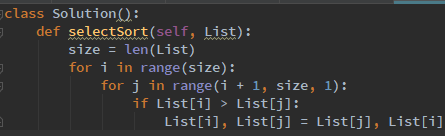 class Solution():
    def selectSort(self, List):
        size = len(List)
        for i in range(size):
            for j in range(i + 1, size, 1):
                if List[i] > List[j]:
                    List[i], List[j] = List[j], List[i]